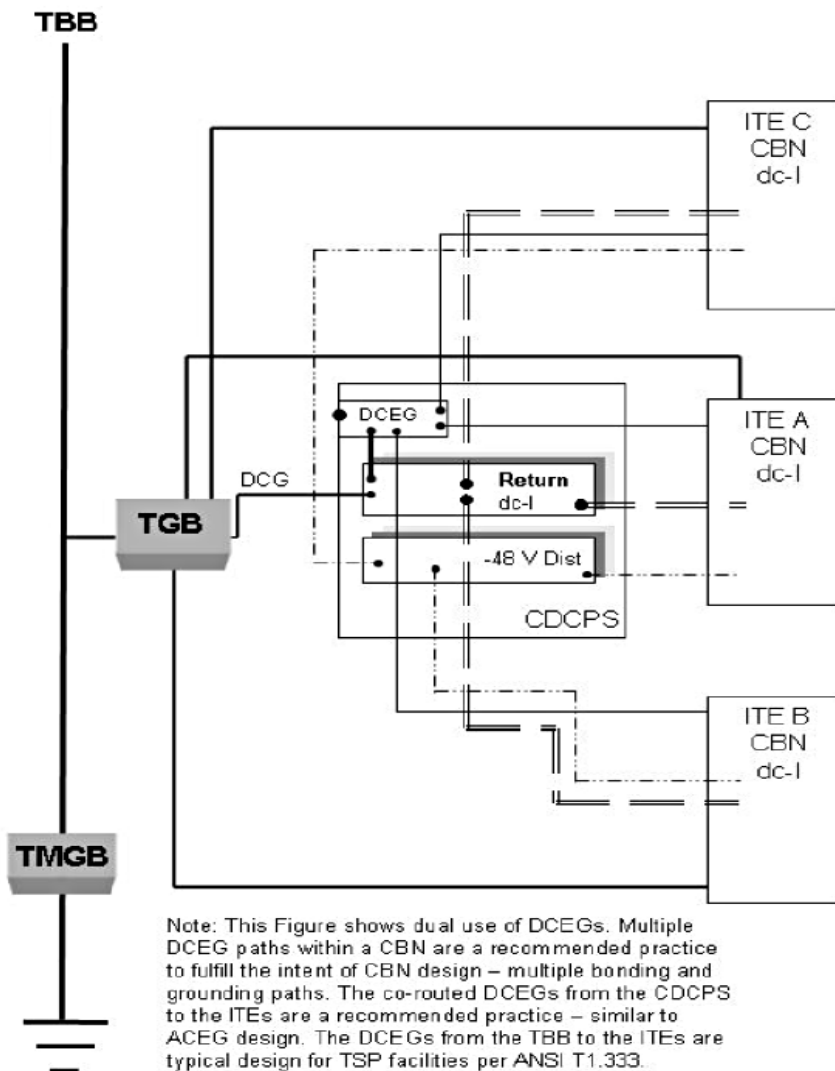 TBB
ITE C
CBN
dc-I
DCEG
ITE A
CBN
dc-I
DCG
Return
dc-I
TGB
-48 V Dist
CDCPS
ITE B
CBN
dc-I
TMGB
Note: This Figure shows dual use of DCEGs. Multiple
DCEG paths within a CBN are a recommended practice
to fulfill the intent of CBN design – multiple bonding and
grounding paths. The co-routed DCEGs from the CDCPS
to the ITEs are a recommended practice – similar to
ACEG design. The DCEGs from the TBB to the ITEs are
typical design for TSP facilities per ANSI T1.333.